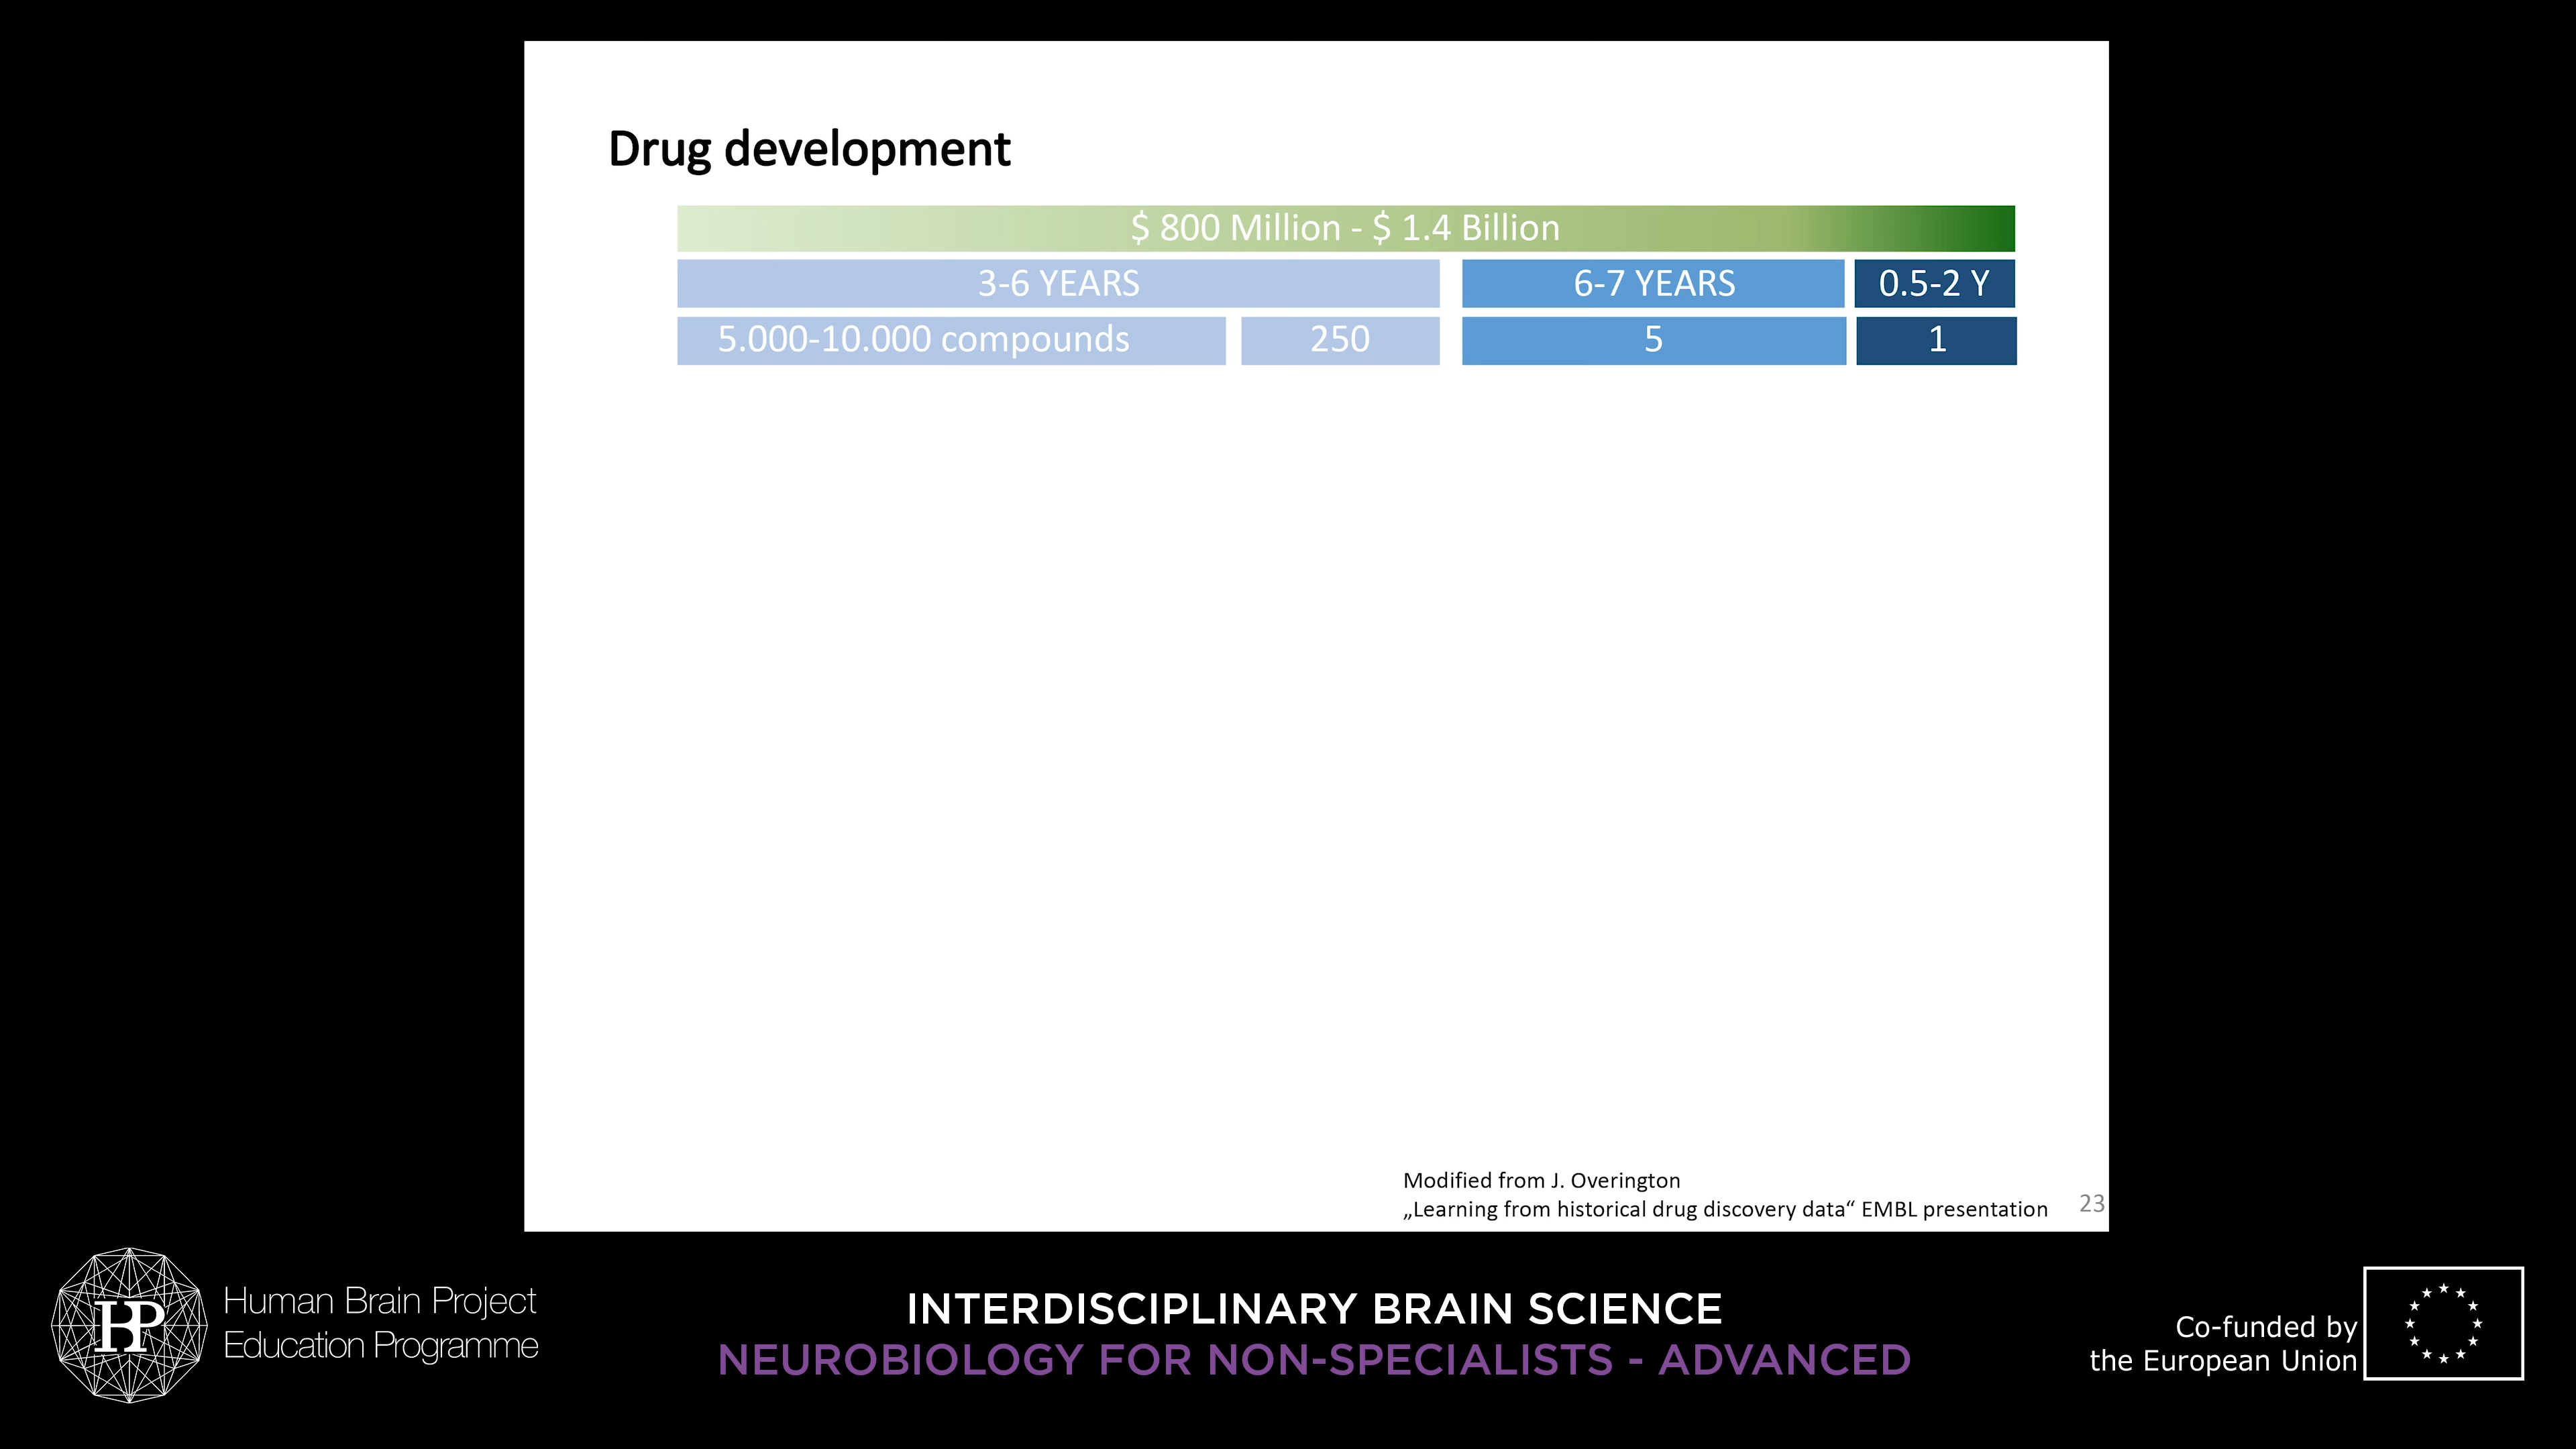 Drug development
$ 800 Million - $ 1.4 Billion
3-6 YEARS
6-7 YEARS
0.5-2 Y
5.000-10.000 compounds
250
5
1
Modified from J. Overington
„Learning from historical drug discovery data“ EMBL presentation
23
HBP
Human Brain Project
Education Programme
INTERDISCIPLINARY BRAIN SCIENCE
NEUROBIOLOGY FOR NON-SPECIALISTS - ADVANCED
Co-funded by
the European Union